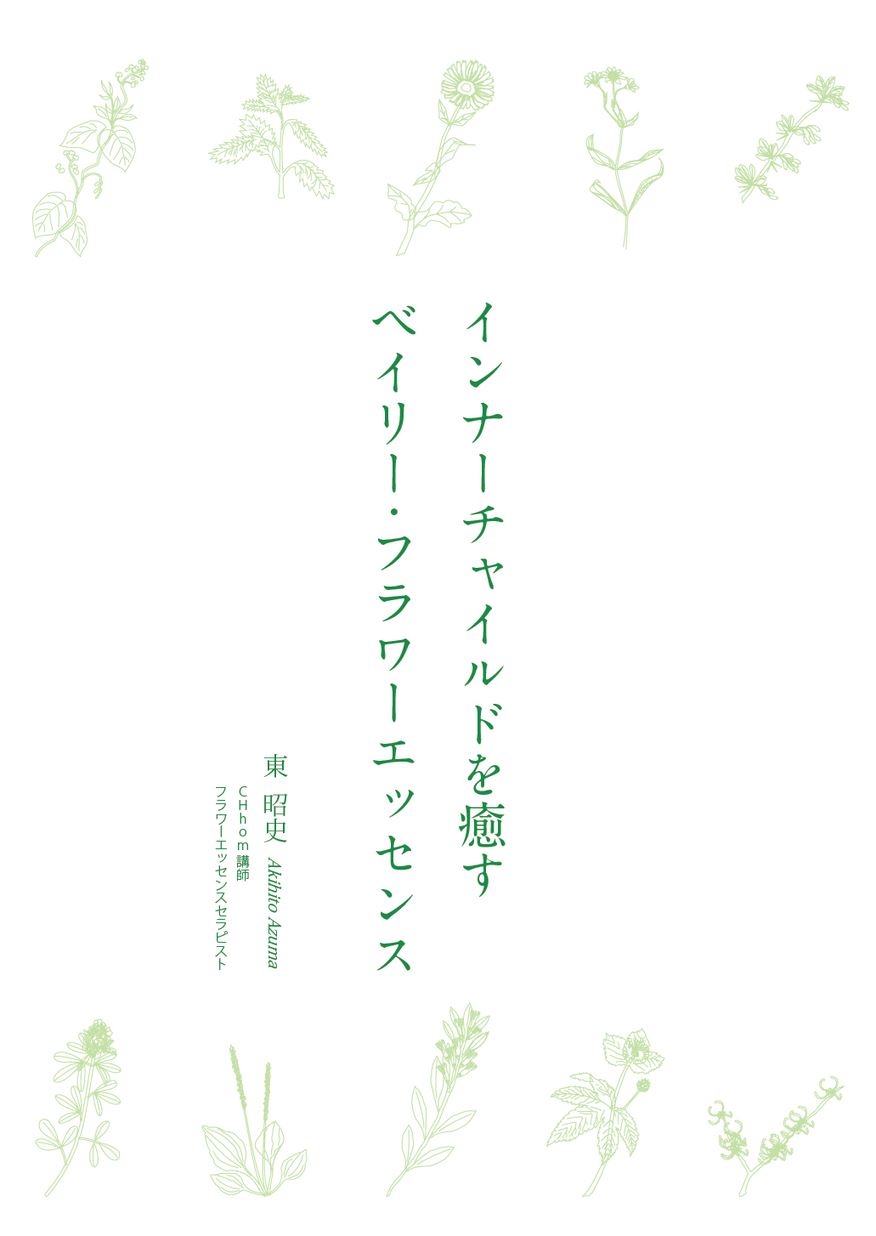 インナーチャイルドを癒す
ベイリー・フラワーエッセンス
東 昭史 Akihito Azuma
CHhom講師
フラワーエッセンスセラピスト